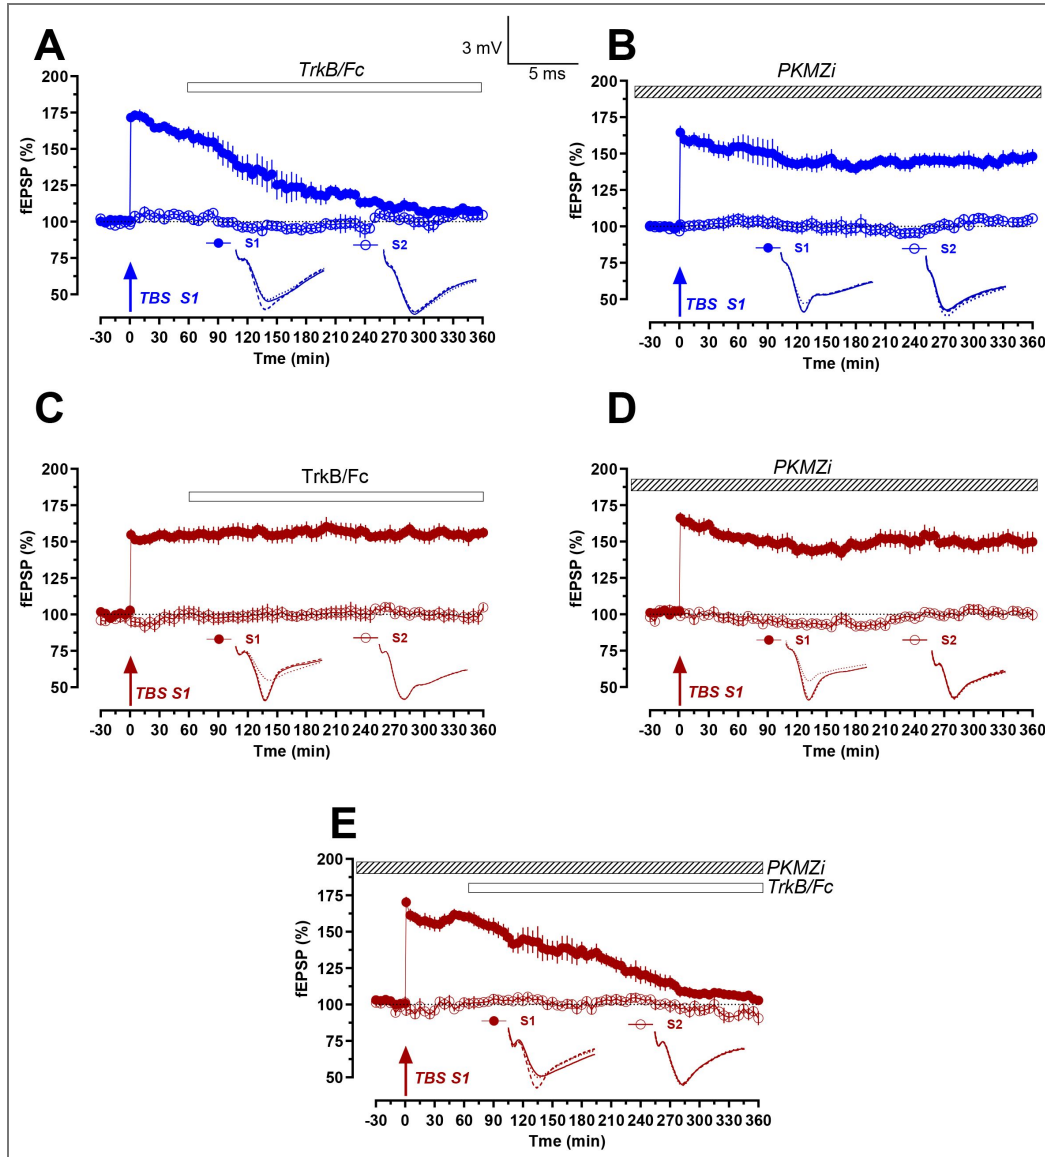 A
TrkB/Fc
3 mV
5 ms
200
175
150
125
100
75
50
fEPSP (%)
S1
S2
TBS S1
-30 0 30 60 90 120 150 180 210 240 270 300 330 360
Tme (min)
B
PKMZi
200
175
150
125
100
75
50
fEPSP (%)
S1
S2
TBS S1
-30 0 30 60 90 120 150 180 210 240 270 300 330 360
Tme (min)
C
TrkB/Fc
200
175
150
125
100
75
50
fEPSP (%)
S1
S2
TBS S1
-30 0 30 60 90 120 150 180 210 240 270 300 330 360
Tme (min)
D
PKMZi
200
175
150
125
100
75
50
fEPSP (%)
S1
S2
TBS S1
-30 0 30 60 90 120 150 180 210 240 270 300 330 360
Tme (min)
E
PKMZi
TrkB/Fc
200
175
150
125
100
75
50
fEPSP (%)
S1
S2
TBS S1
-30 0 30 60 90 120 150 180 210 240 270 300 330 360
Tme (min)